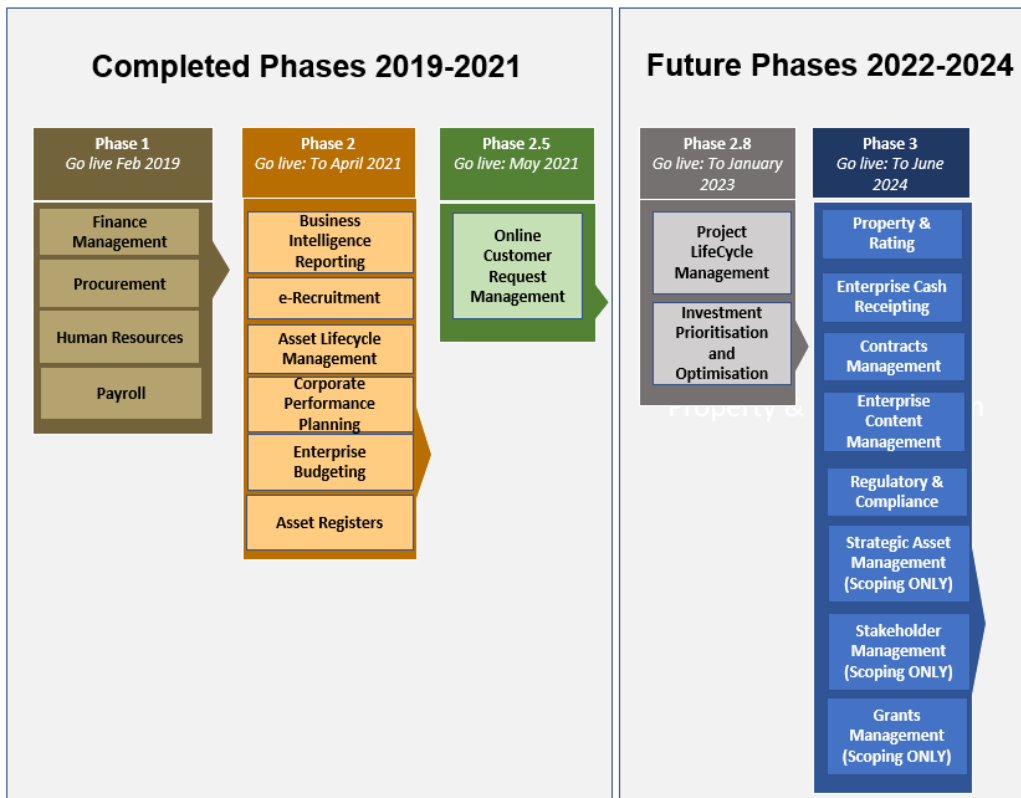 Completed Phases 2019-2021
Phase 1
Go live Feb 2019
Finance
Management
Procurement
Human Resources
Payroll
Phase 2
Go live: To April 2021
Business
Intelligence
Reporting
e-Recruitment
Asset Lifecycle
Management
Corporate
Performance
Planning
Enterprise
Budgeting
Asset Registers
Phase 2.5
Go live: May 2021
Online
Customer
Request
Management
Future Phases 2022-2024
Phase 2.8
Go live: To January
2023
Project
LifeCycle
Management
Investment
Prioritisation
and
Optimisation
Property &
Phase 3
Go live: To June
2024
Property &
Rating
Enterprise Cash
Receipting
Contracts
Management
Enterprise
Content
Management
Regulatory &
Compliance
Strategic Asset
Management
(Scoping ONLY)
Stakeholder
Management
(Scoping ONLY)
Grants
Management
(Scoping ONLY)